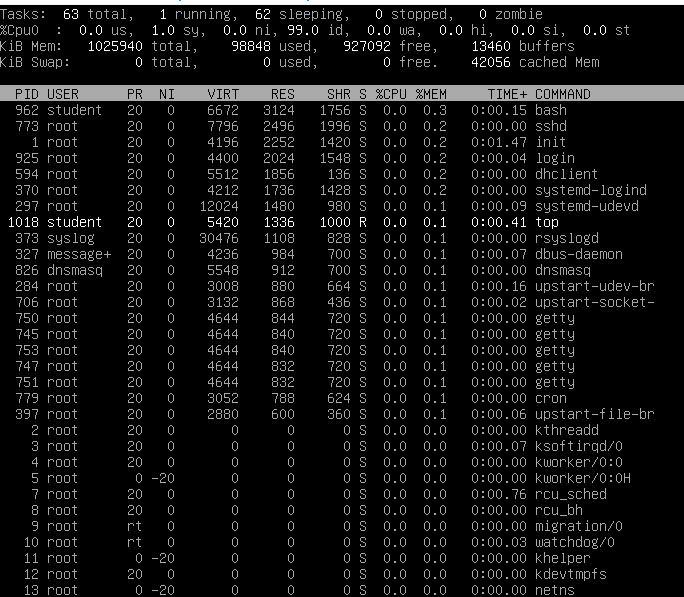 Tasks:  63 total,   1 running,  62 sleeping,   0 stopped,   0 zombie
%Cpu0  :  0.0 us,  1.0 sy,  0.0 ni, 99.0 id,  0.0 wa,  0.0 hi,  0.0 si,  0.0 st
KiB Mem:   1025940 total,    98848 used,   927092 free,    13460 buffers
KiB Swap:        0 total,        0 used,        0 free.    42056 cached Mem
PID USER      PR  NI    VIRT    RES    SHR S %CPU %MEM     TIME+ COMMAND
962 student   20   0    6672   3124   1756 S  0.0  0.3   0:00.15 bash
773 root      20   0    7796   2496   1996 S  0.0  0.2   0:00.00 sshd
1 root      20   0    4196   2252   1420 S  0.0  0.2   0:01.47 init
925 root      20   0    4400   2024   1548 S  0.0  0.2   0:00.04 login
594 root      20   0    5512   1856    136 S  0.0  0.2   0:00.00 dhclient
370 root      20   0    4212   1736   1428 S  0.0  0.2   0:00.00 systemd-logind
297 root      20   0   12024   1480    980 S  0.0  0.1   0:00.09 systemd-udevd
1018 student   20   0    5420   1336   1000 R  0.0  0.1   0:00.41 top
373 syslog    20   0   30476   1108    828 S  0.0  0.1   0:00.00 rsyslogd
327 message+  20   0    4236    984    700 S  0.0  0.1   0:00.07 dbus-daemon
826 dnsmasq   20   0    5548    912    700 S  0.0  0.1   0:00.00 dnsmasq
284 root      20   0    3008    880    664 S  0.0  0.1   0:00.16 upstart-udev-br
706 root      20   0    3132    868    436 S  0.0  0.1   0:00.02 upstart-socket-
750 root      20   0    4644    844    720 S  0.0  0.1   0:00.00 getty
745 root      20   0    4644    840    720 S  0.0  0.1   0:00.00 getty
753 root      20   0    4644    840    720 S  0.0  0.1   0:00.00 getty
747 root      20   0    4644    832    720 S  0.0  0.1   0:00.00 getty
751 root      20   0    4644    832    720 S  0.0  0.1   0:00.00 getty
779 root      20   0    3052    788    624 S  0.0  0.1   0:00.00 cron
397 root      20   0    2880    600    360 S  0.0  0.1   0:00.06 upstart-file-br
2 root      20   0       0      0      0 S  0.0  0.0   0:00.00 kthreadd
3 root      20   0       0      0      0 S  0.0  0.0   0:00.07 ksoftirqd/0
4 root      20   0       0      0      0 S  0.0  0.0   0:00.00 kworker/0:0
5 root       0 -20       0      0      0 S  0.0  0.0   0:00.00 kworker/0:0H
7 root      20   0       0      0      0 S  0.0  0.0   0:00.76 rcu_sched
8 root      20   0       0      0      0 S  0.0  0.0   0:00.00 rcu_bh
9 root      rt   0       0      0      0 S  0.0  0.0   0:00.00 migration/0
10 root      rt   0       0      0      0 S  0.0  0.0   0:00.03 watchdog/0
11 root       0 -20       0      0      0 S  0.0  0.0   0:00.00 khelper
12 root      20   0       0      0      0 S  0.0  0.0   0:00.00 kdevtmpfs
13 root       0 -20       0      0      0 S  0.0  0.0   0:00.00 netns